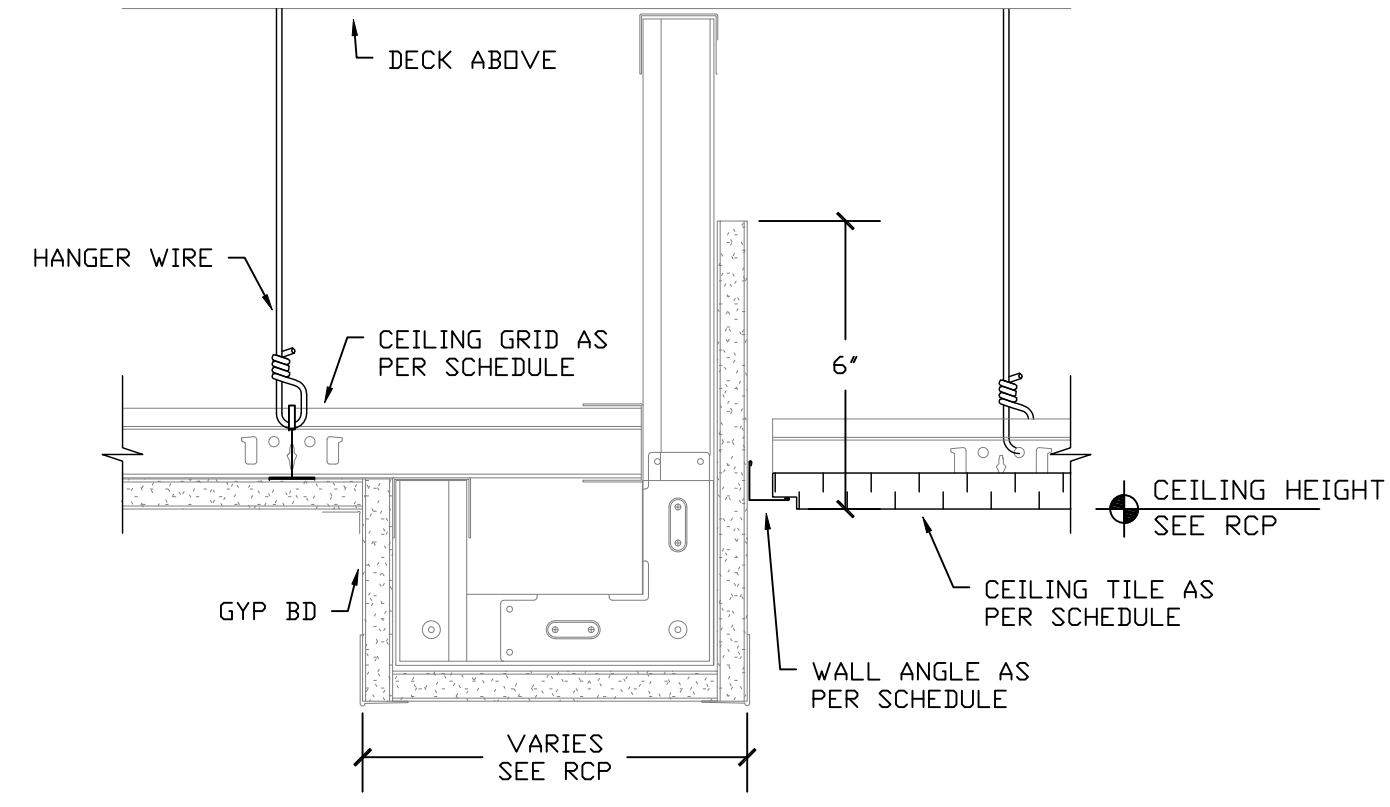 DECK ABOVE
HANGER WIRE
CEILING GRID AS
PER SCHEDULE
6"
CEILING HEIGHT
SEE RCP
CEILING TILE AS
PER SCHEDULE
GYP BD
WALL ANGLE AS
PER SCHEDULE
VARIES
SEE RCP